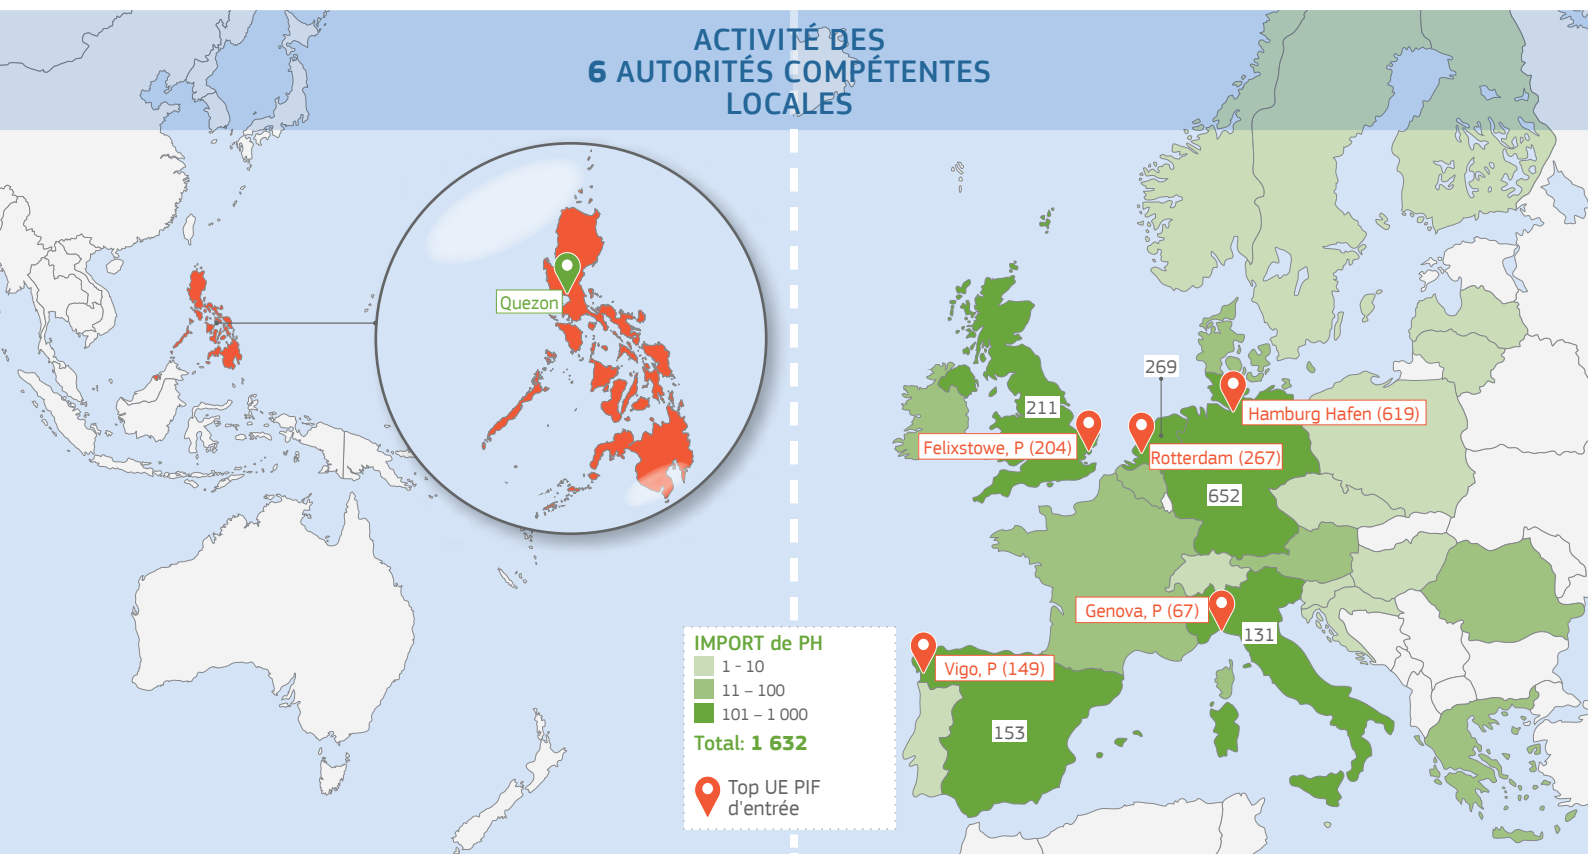 ACTIVITÉ DES
6 AUTORITÉS COMPÉTENTES
LOCALES
Quezon
269
211
Hamburg Hafen (619)
Felixstowe, P (204)
Rotterdam (267)
652
Genova, P (67)
131
Vigo, P (149)
153
IMPORT de PH
1 - 10
11 – 100
101 – 1 000
Total: 1 632
Top UE PIF
d'entrée